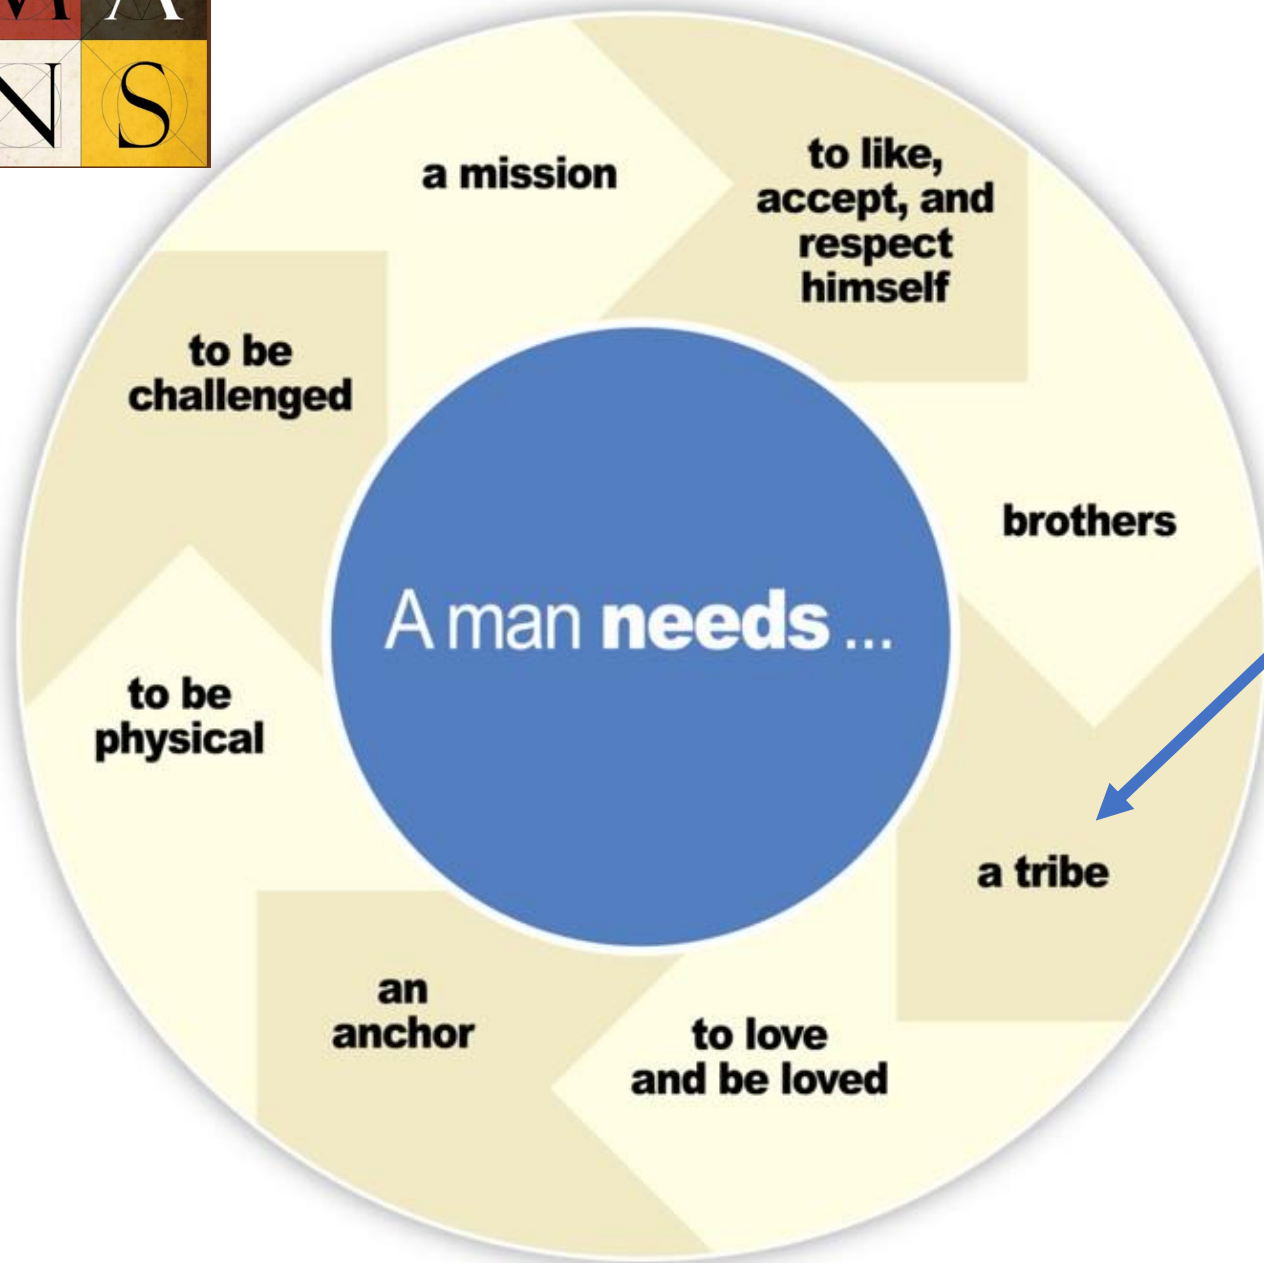 M A
N S
a mission
to like,
accept, and
respect
himself
to be
challenged
brothers
A man needs ...
to be
physical
a tribe
an
anchor
to love
and be loved